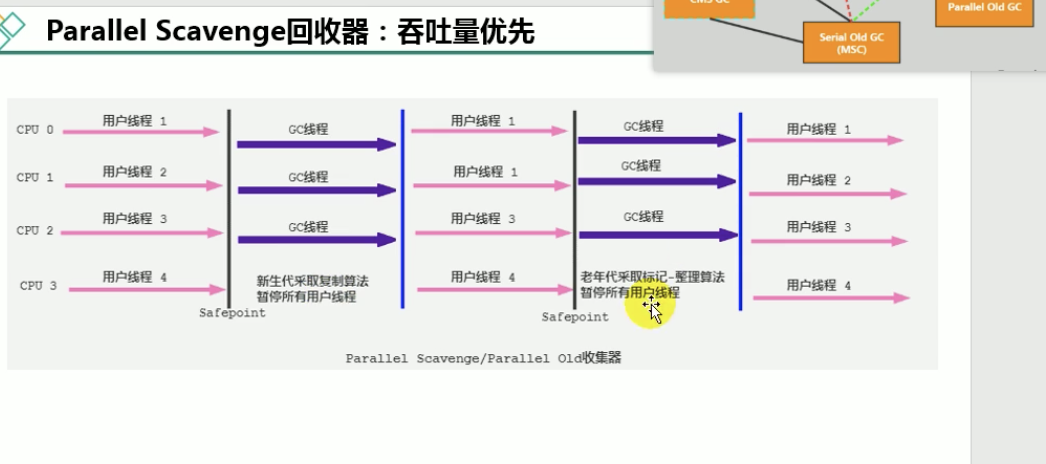 CMS GC
Parallel Old GC
Serial Old GC
(MSC)
Parallel Scavenge回收器：吞吐量优先
CPU 0 用户线程 1 GC线程 用户线程 1 GC线程 用户线程 1
CPU 1 用户线程 2 GC线程 用户线程 1 GC线程 用户线程 2
CPU 2 用户线程 3 GC线程 用户线程 3 GC线程 用户线程 3
CPU 3 用户线程 4 用户线程 4 用户线程 4
新生代采取复制算法
暂停所有用户线程
老年代采取标记-整理算法
暂停所有用户线程
Safepoint
Safepoint
Parallel Scavenge/Parallel Old收集器